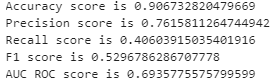 Accuracy score is 0.906732820479669
Precision score is 0.7615811264744942
Recall score is 0.40603915035401916
F1 score is 0.5296786286707778
AUC ROC score is 0.6935775575799599